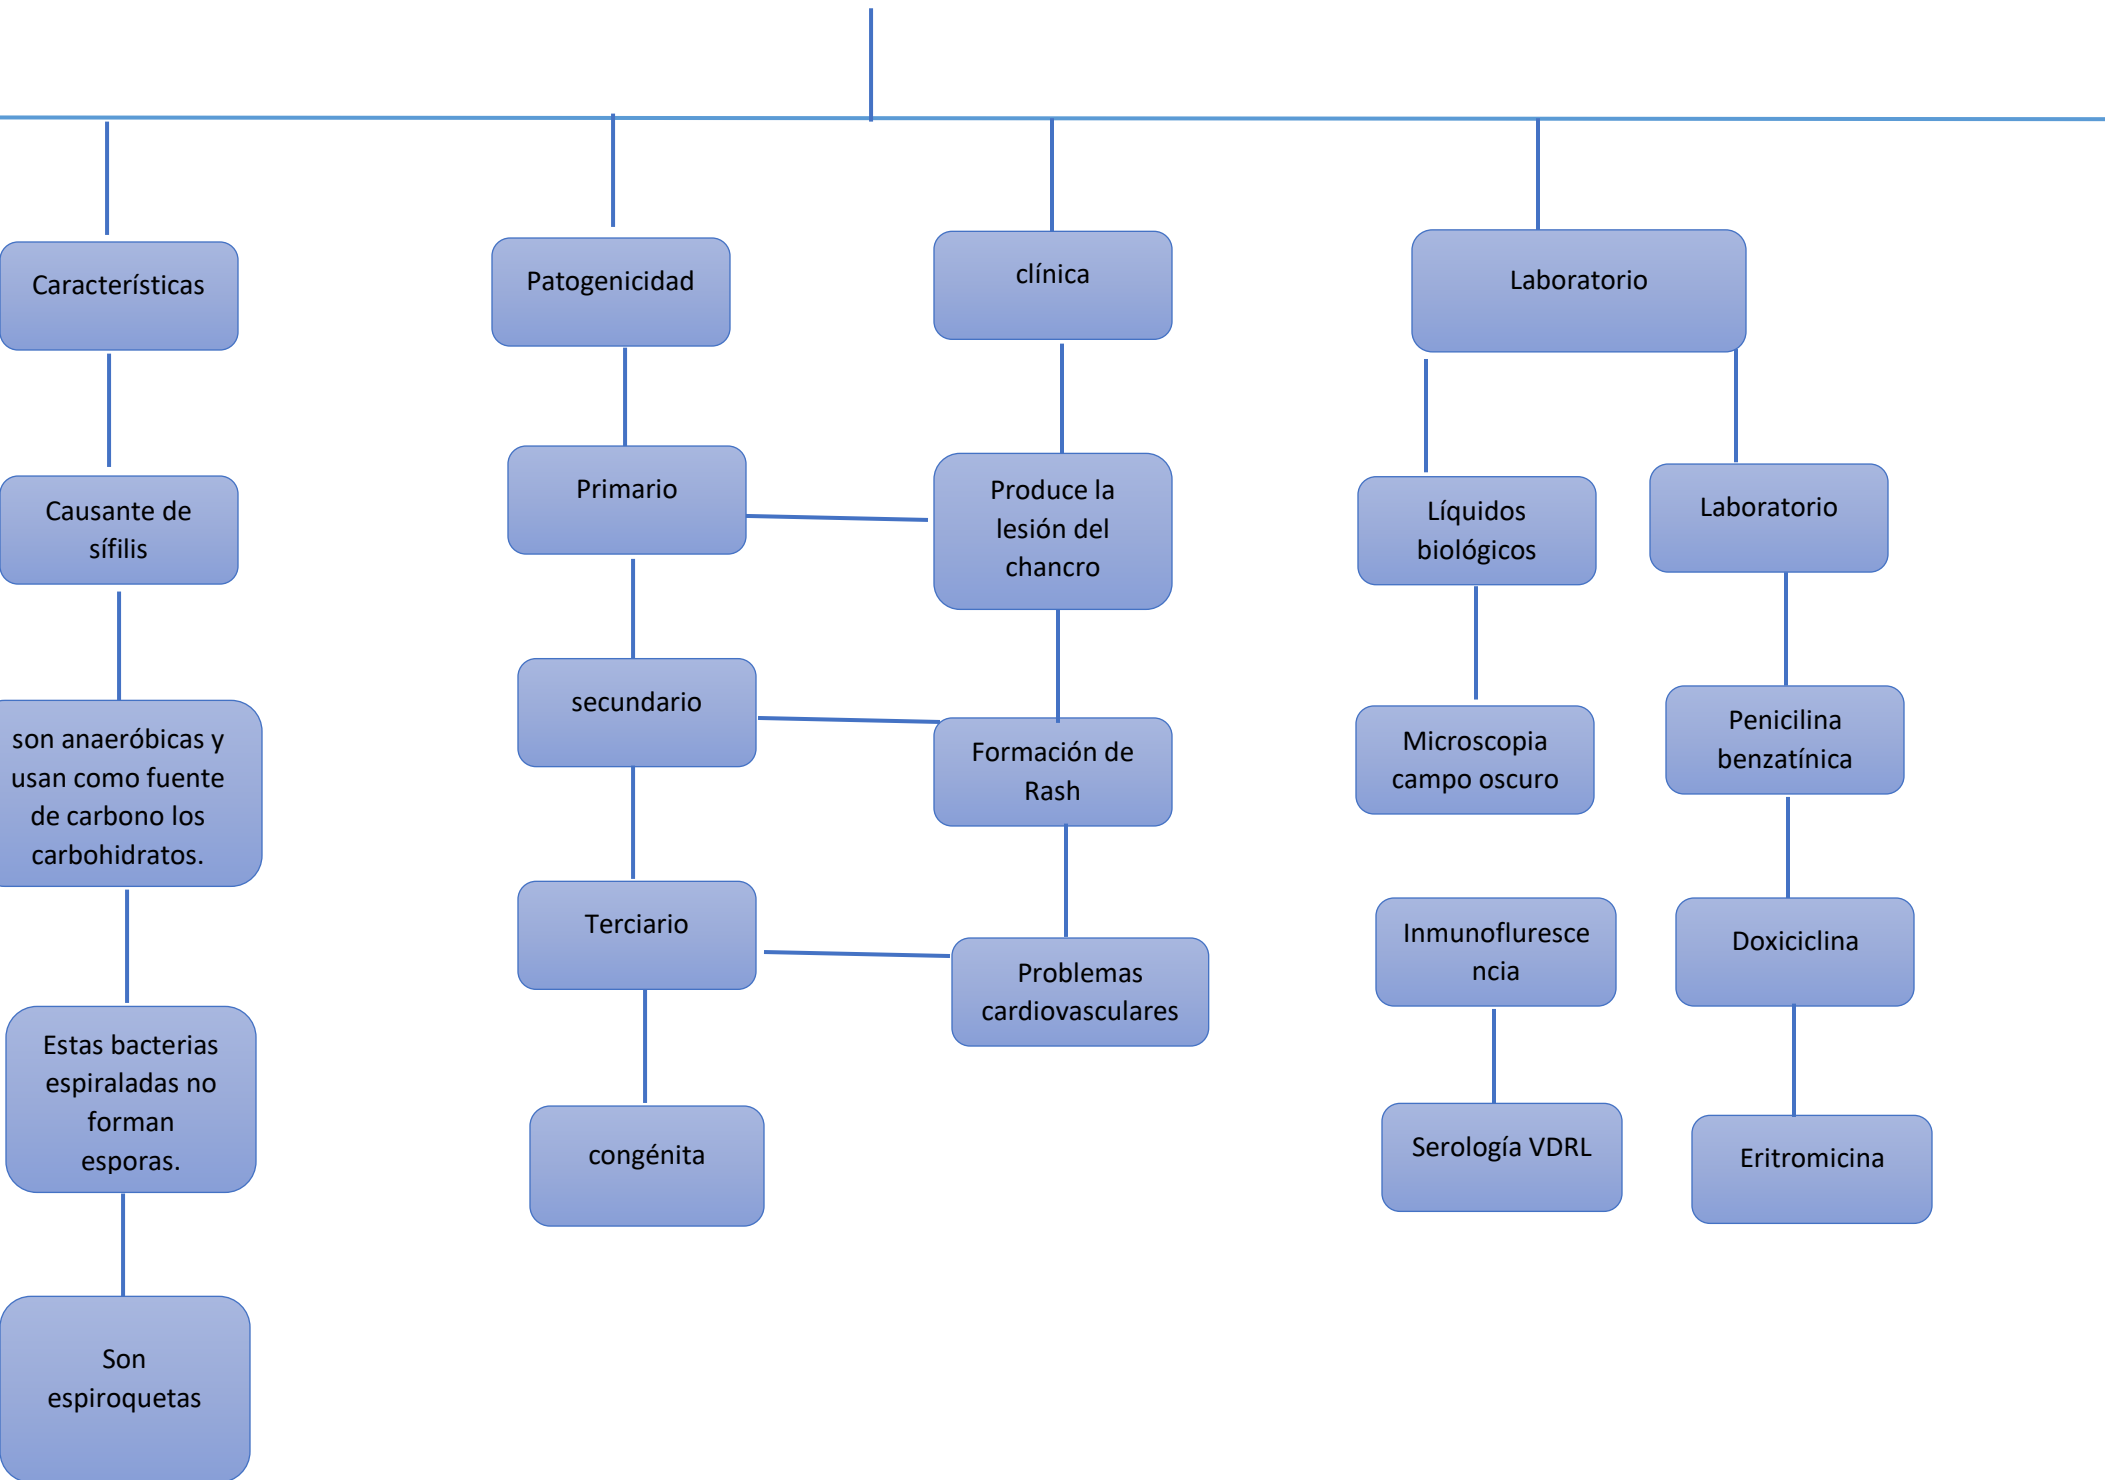 Características
Causante de
sífilis
son anaeróbicas y
usan como fuente
de carbono los
carbohidratos.
Estas bacterias
espiraladas no
forman
esporas.
Son
espiroquetas
Patogenicidad
Primario
secundario
Terciario
congénita
clínica
Produce la
lesión del
chancro
Formación de
Rash
Problemas
cardiovasculares
Laboratorio
Líquidos
biológicos
Microscopia
campo oscuro
Inmunofluresce
ncia
Serología VDRL
Laboratorio
Penicilina
benzatínica
Doxiciclina
Eritromicina